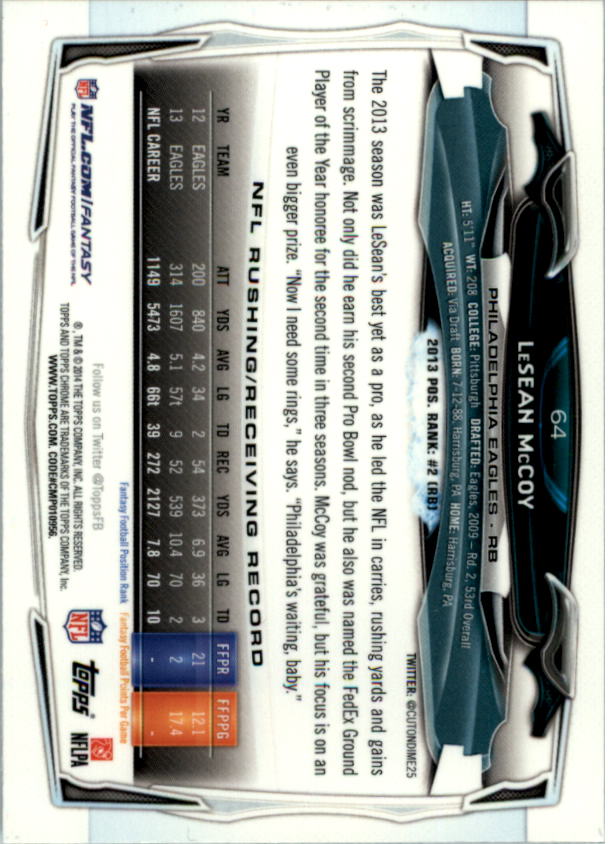 64
LeSEAN McCOY
PHILADELPHIA EAGLES • RB
HT: 5'11" WT: 208 COLLEGE: Pittsburgh DRAFTED: Eagles, 2009 – Rd. 2, 53rd Overall
ACQUIRED: Via Draft BORN: 7-12-88, Harrisburg, PA HOME: Harrisburg, PA
2013 POS. RANK: #2 (RB)
TWITTER: @CUTONDIME25
The 2013 season was LeSean's best yet as a pro, as he led the NFL in carries, rushing yards and gains
from scrimmage. Not only did he earn his second Pro Bowl nod, but he also was named the FedEx Ground
Player of the Year honoree for the second time in three seasons. McCoy was grateful, but his focus is on an
even bigger prize. "Now I need some rings," he says. "Philadelphia's waiting, baby."
NFL RUSHING/RECEIVING RECORD
YR TEAM ATT YDS AVG LG TD REC YDS AVG LG TD FFPR FFPPG
12 EAGLES 200 840 4.2 34 2 54 373 6.9 36 3 21 12.1
13 EAGLES 314 1607 5.1 57t 9 52 539 10.4 70 2 2 17.4
NFL CAREER 1149 5473 4.8 66t 39 272 2127 7.8 70 10 - -
Fantasy Football Position Rank Fantasy Football Points Per Game
Follow us on Twitter @ToppsFB
NFL.COM/FANTASY
PLAY THE OFFICIAL FANTASY FOOTBALL GAME OF THE NFL
®, TM & © 2014 THE TOPPS COMPANY, INC. ALL RIGHTS RESERVED.
TOPPS AND TOPPS CHROME ARE TRADEMARKS OF THE TOPPS COMPANY, Inc.
WWW.TOPPS.COM. CODE#CMP010956.
NFL
Topps
NFLPA